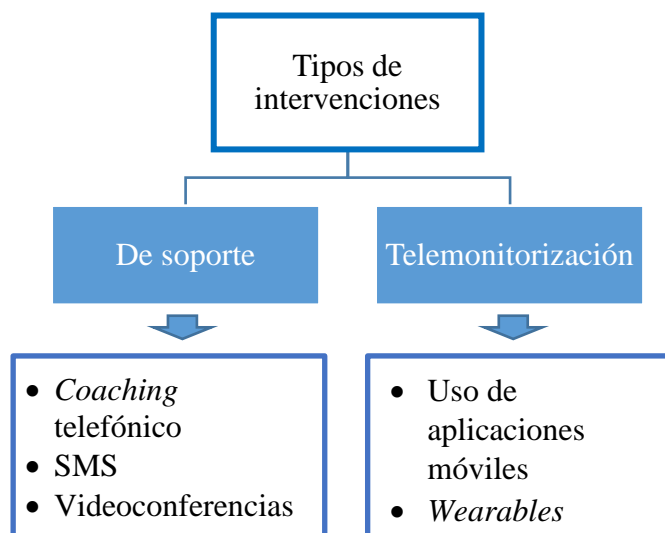 Tipos de
intervenciones
De soporte
Telemonitorización
• Coaching
telefónico
• SMS
• Videoconferencias
• Uso de
aplicaciones
móviles
• Wearables